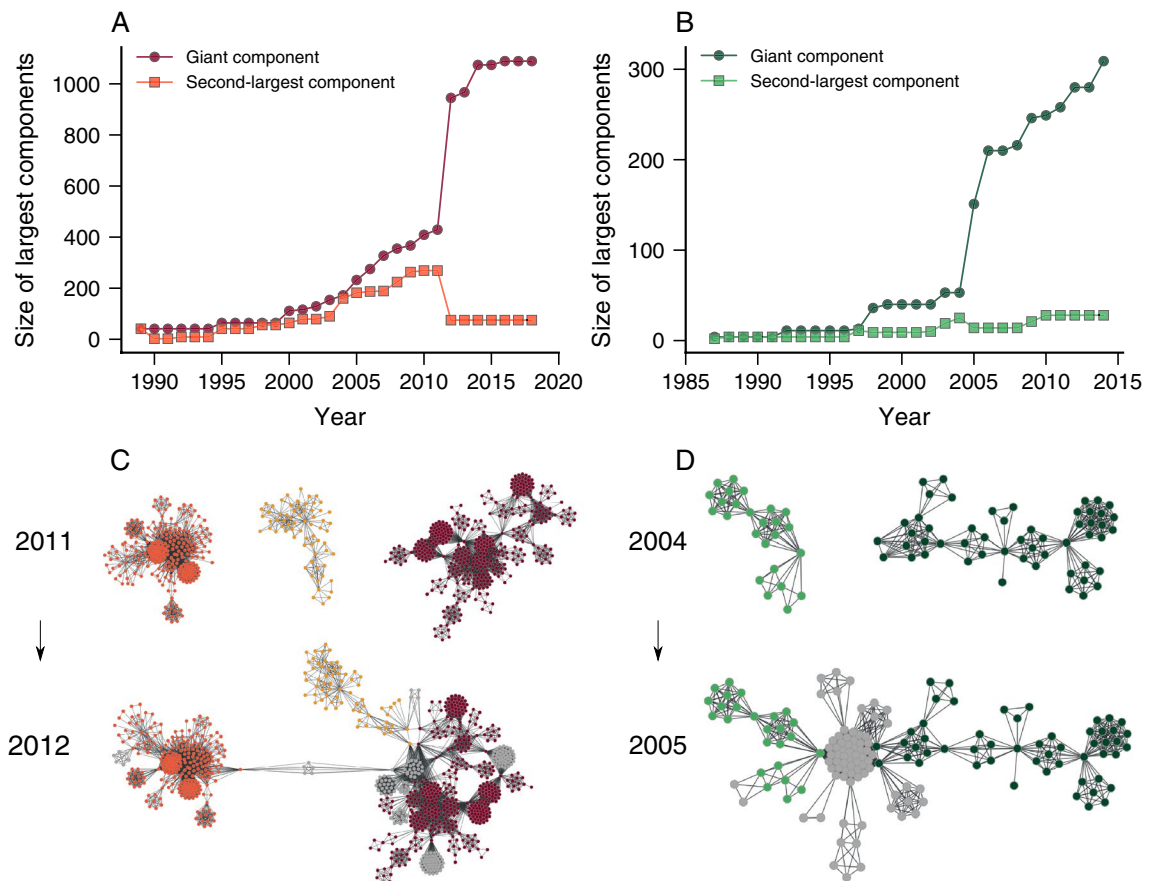 A
Giant component
Second-largest component
Size of largest components
1000
800
600
400
200
0
1990 1995 2000 2005 2010 2015 2020
Year
B
Giant component
Second-largest component
Size of largest components
300
200
100
0
1985 1990 1995 2000 2005 2010 2015
Year
C
2011
2012
D
2004
2005